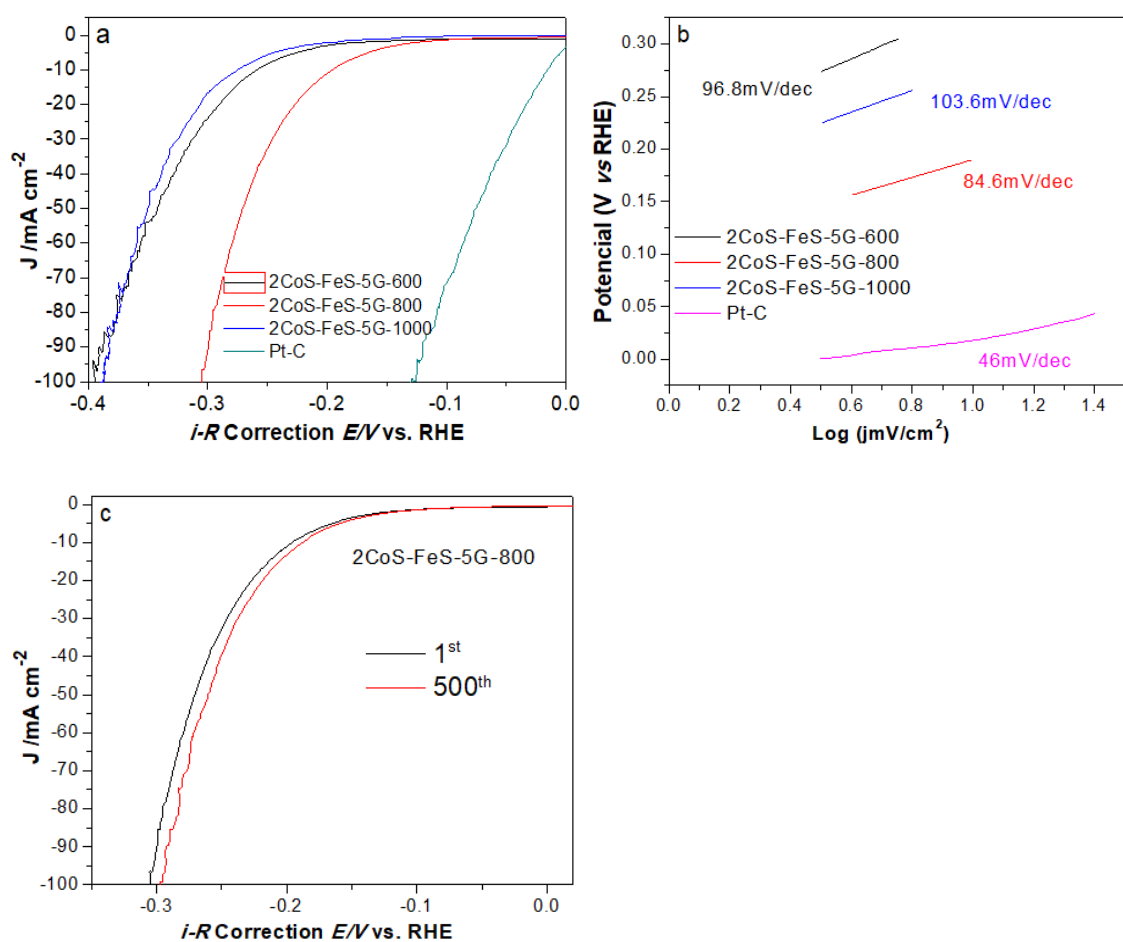 a
0
-10
-20
-30
-40
-50
-60
-70
-80
-90
-100
J /mA cm-2
2CoS-FeS-5G-600
2CoS-FeS-5G-800
2CoS-FeS-5G-1000
Pt-C
-0.4 -0.3 -0.2 -0.1 0.0
i-R Correction E/V vs. RHE
b
0.30
0.25
0.20
0.15
0.10
0.05
0.00
Potencial (V vs RHE)
96.8mV/dec
103.6mV/dec
84.6mV/dec
2CoS-FeS-5G-600
2CoS-FeS-5G-800
2CoS-FeS-5G-1000
Pt-C
46mV/dec
0.0 0.2 0.4 0.6 0.8 1.0 1.2 1.4
Log (jmV/cm2)
c
0
-10
-20
-30
-40
-50
-60
-70
-80
-90
-100
J /mA cm-2
2CoS-FeS-5G-800
1st
500th
-0.3 -0.2 -0.1 0.0
i-R Correction E/V vs. RHE